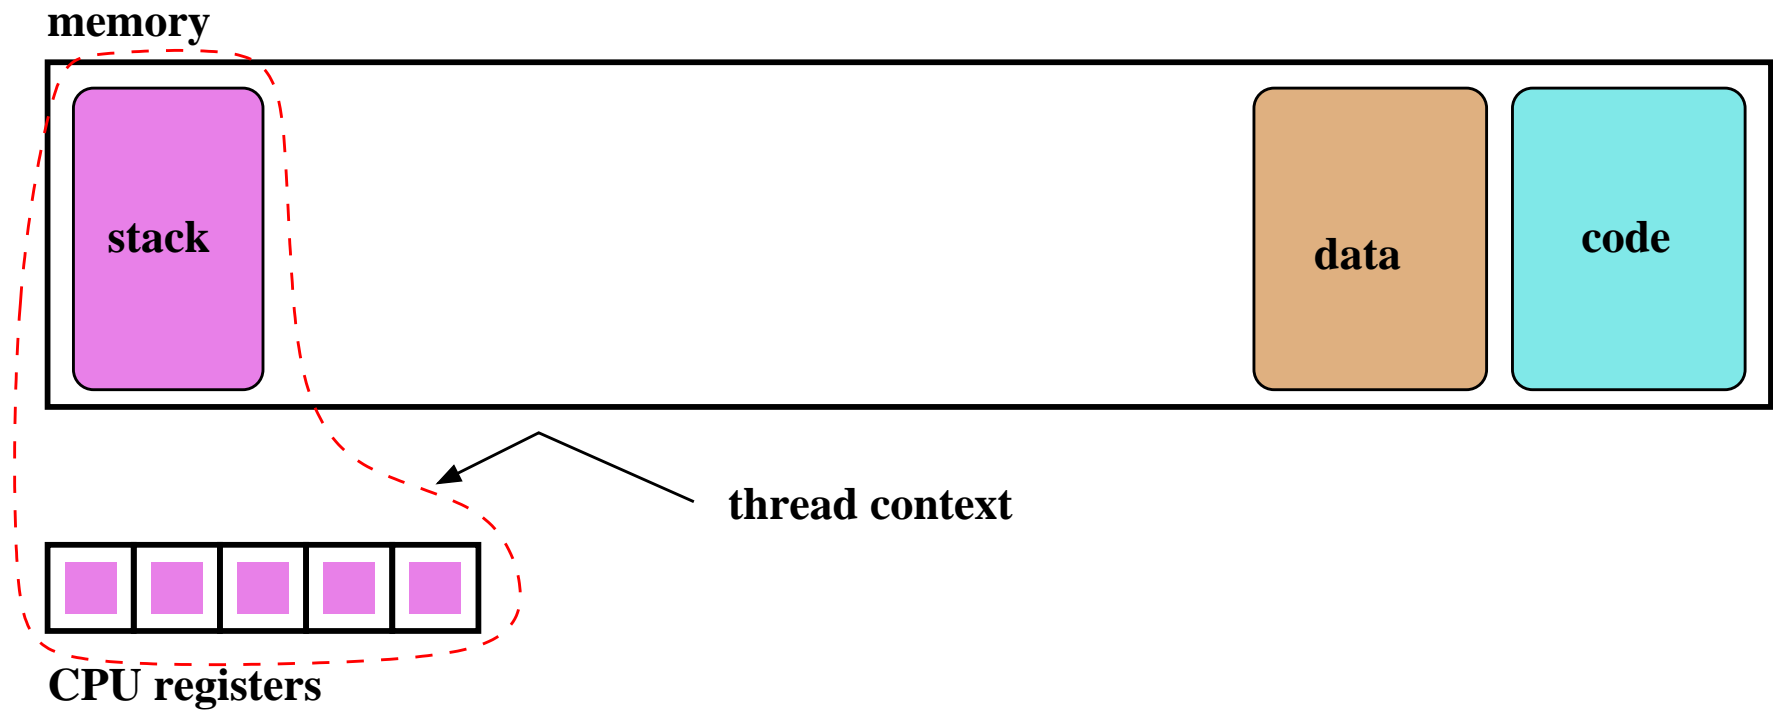 memory
stack
data
code
thread context
CPU registers